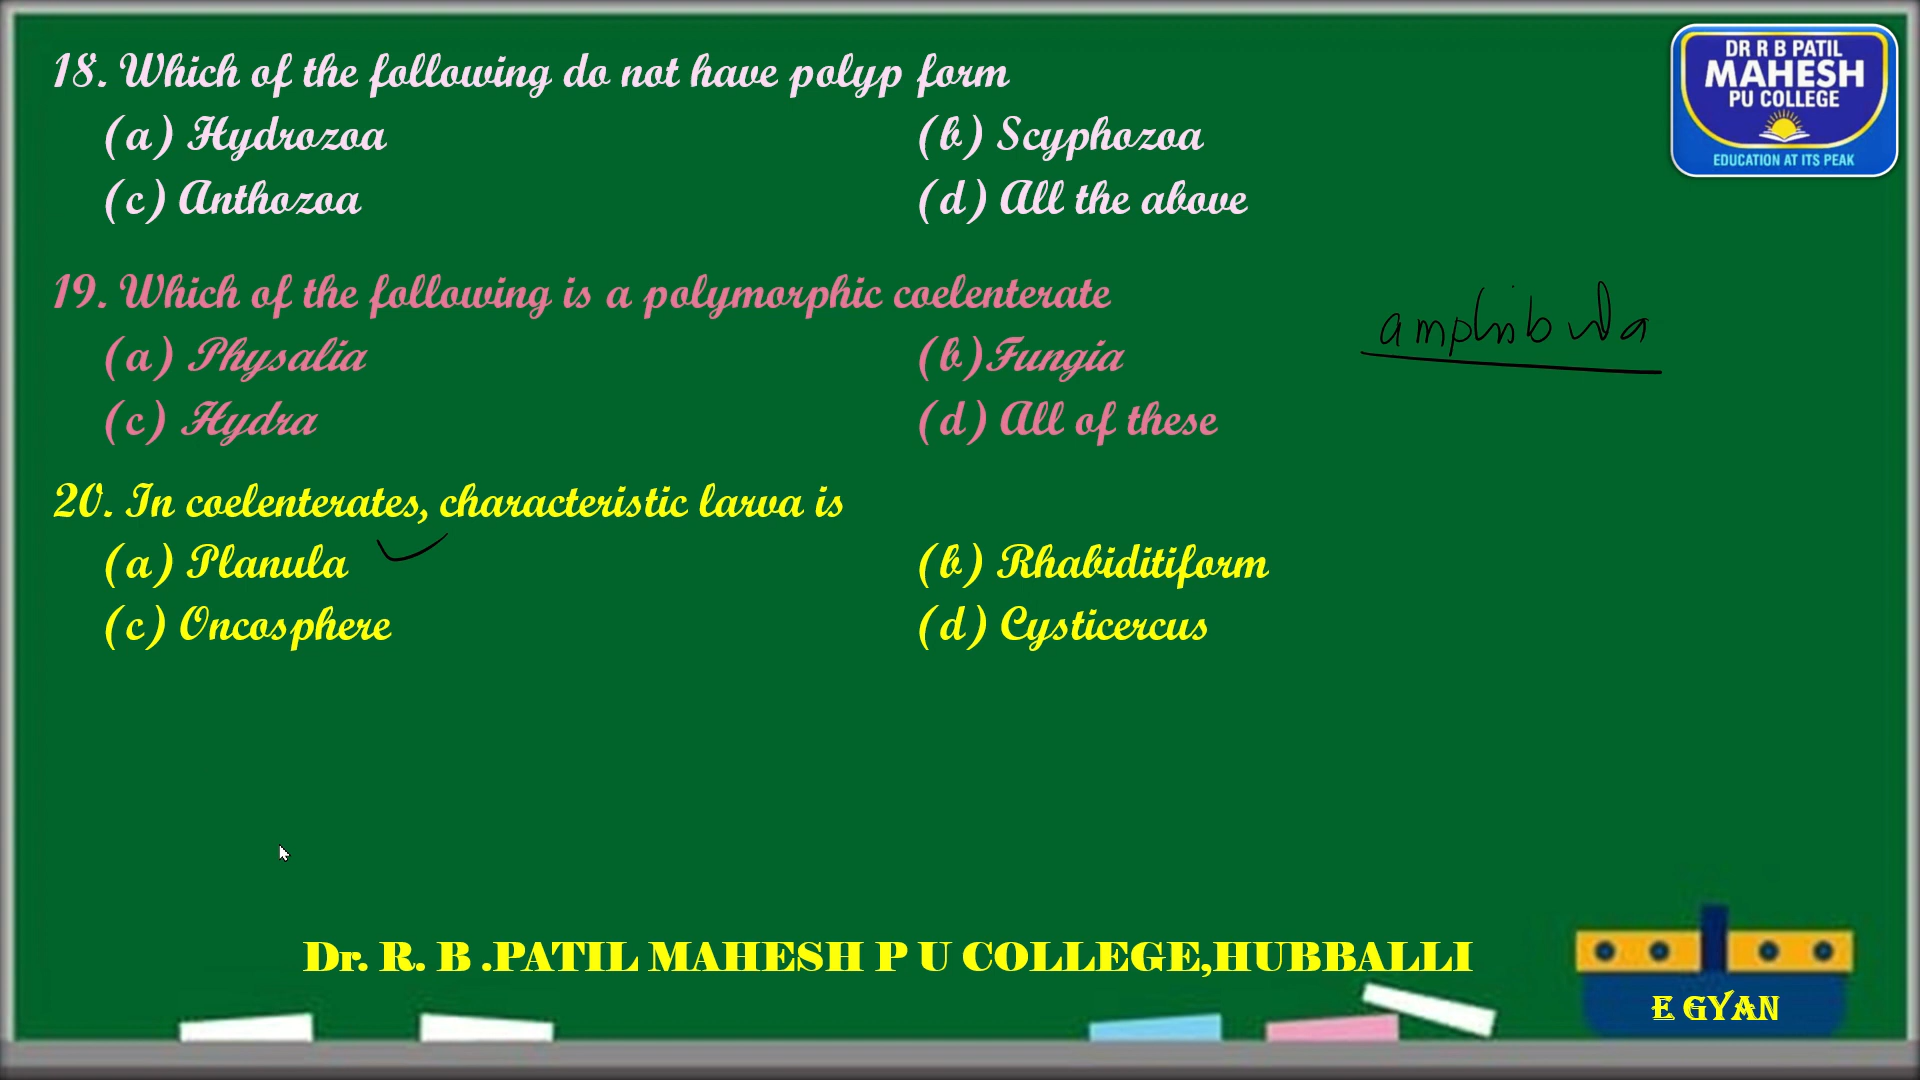 18. Which of the following do not have polyp form
(a) Hydrozoa (b) Scyphozoa
(c) Anthozoa (d) All the above
DR R B PATIL
MAHESH
PU COLLEGE
EDUCATION AT ITS PEAK
19. Which of the following is a polymorphic coelenterate
(a) Physalia (b)Fungia
(c) Hydra (d) All of these
20. In coelenterates, characteristic larva is
(a) Planula (b) Rhabiditiform
(c) Oncosphere (d) Cysticercus
Dr. R. B .PATIL MAHESH P U COLLEGE,HUBBALLI
E GYAN